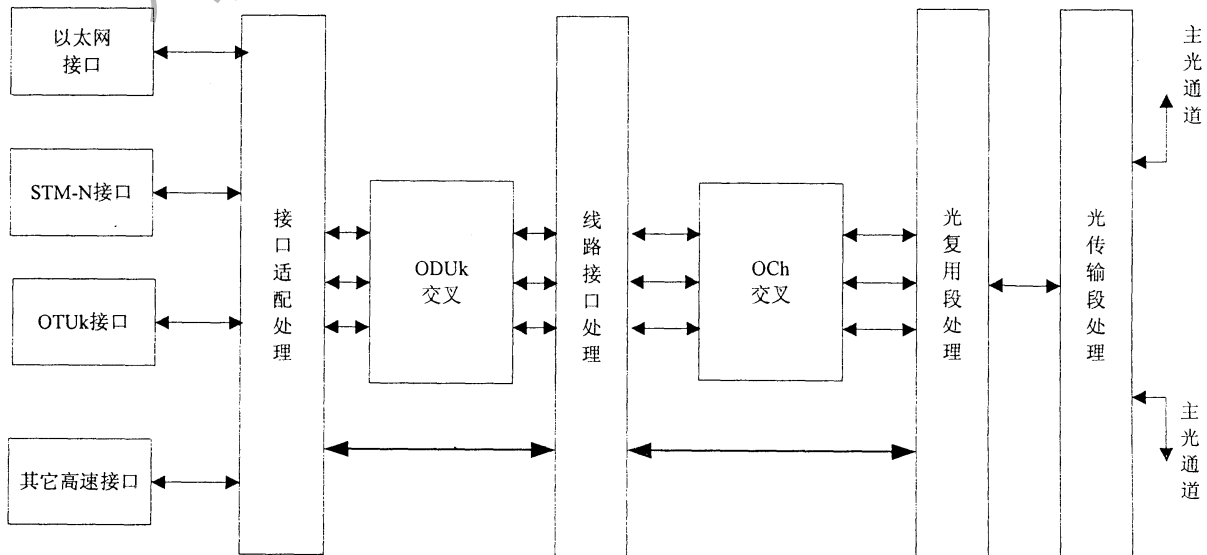 以太网
接口
STM-N接口
OTUk接口
其它高速接口
接口适配处理
ODUk
交叉
线路接口处理
OCh
交叉
光复用段处理
光传输段处理
主光通道
主光通道